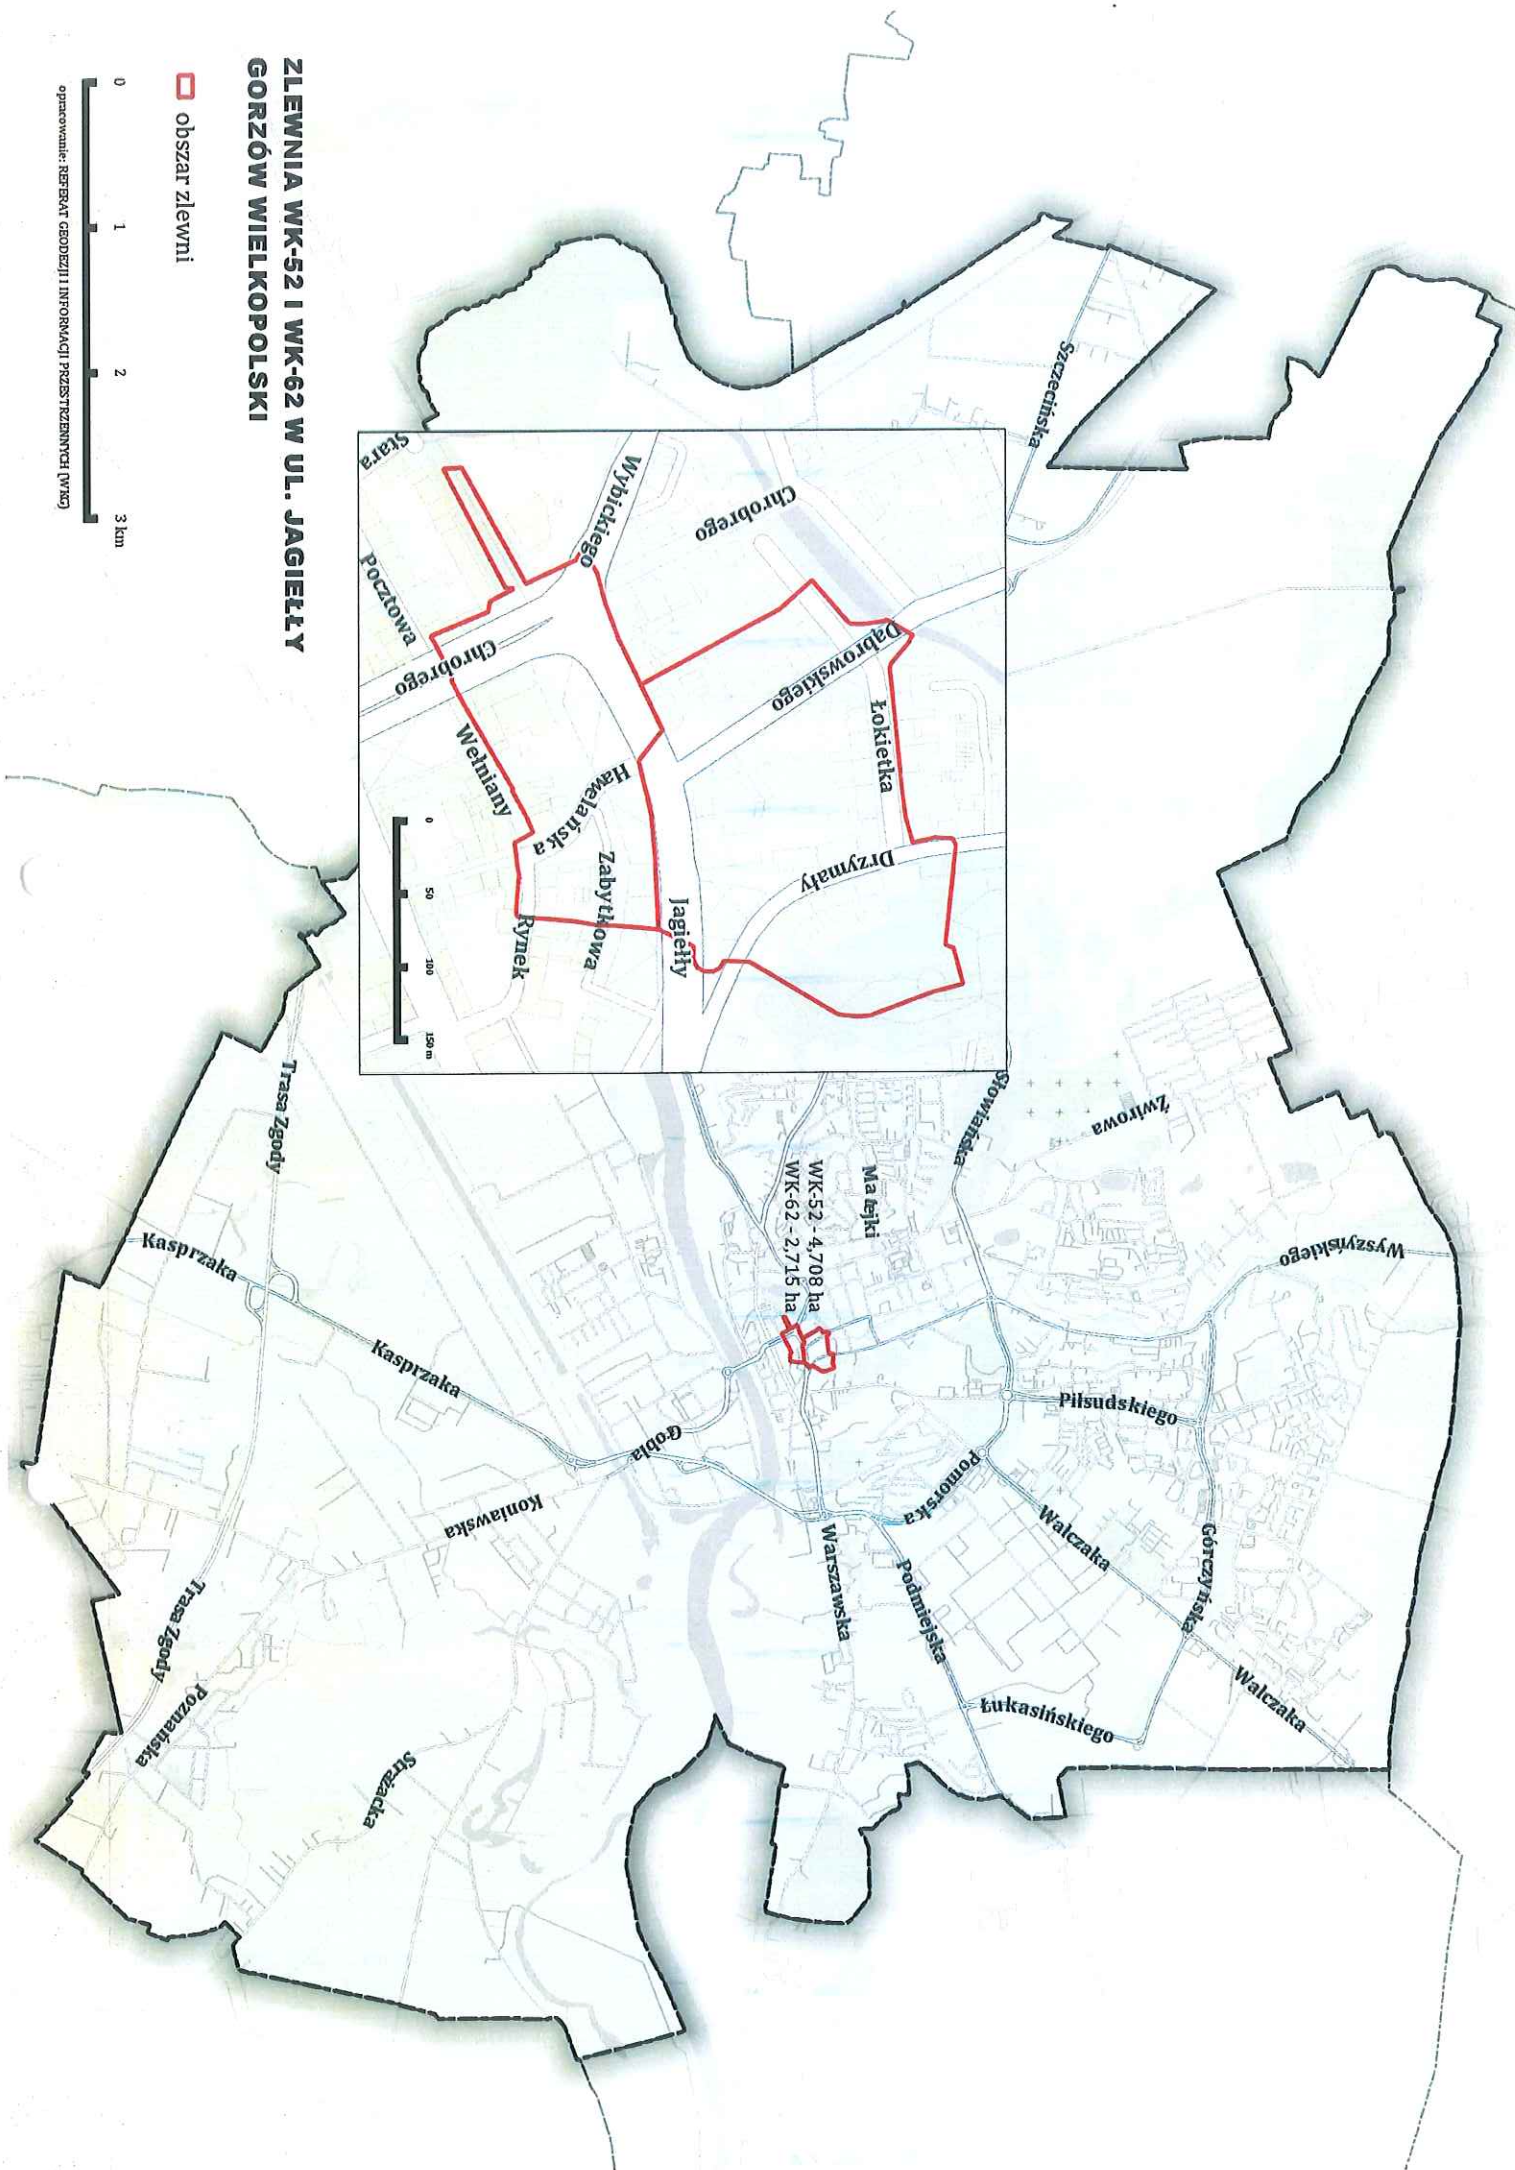 ZLEWNIA WK-52 I WK-62 W UL. JAGIEŁŁY
GORZÓW WIELKOPOLSKI
obszar zlewni
0 1 2 3 km
opracowanie: REFERAT GEODEZJI I INFORMACJI PRZESTRZENNYCH (WKG)
Szczecińska
Stara
Wybickiego
Chrobrego
Pocztowa
Chrobrego
Dąbrowskiego
Łokietka
Wełniany
Hawelańska
Zabytkowa
Drzymały
Rynek
Jagiełły
0 50 100 150 m
Słowiańska
Żwirowa
Wyszyńskiego
Matejki
WK-52 - 4,708 ha
WK-62 - 2,715 ha
Piłsudskiego
Pomorska
Walczaka
Górczyńska
Walczaka
Podmiejska
Łukasińskiego
Warszawska
Grobla
Koniawska
Kasprzaka
Kasprzaka
Trasa Zgody
Trasa Zgody
Poznańska
Strażacka